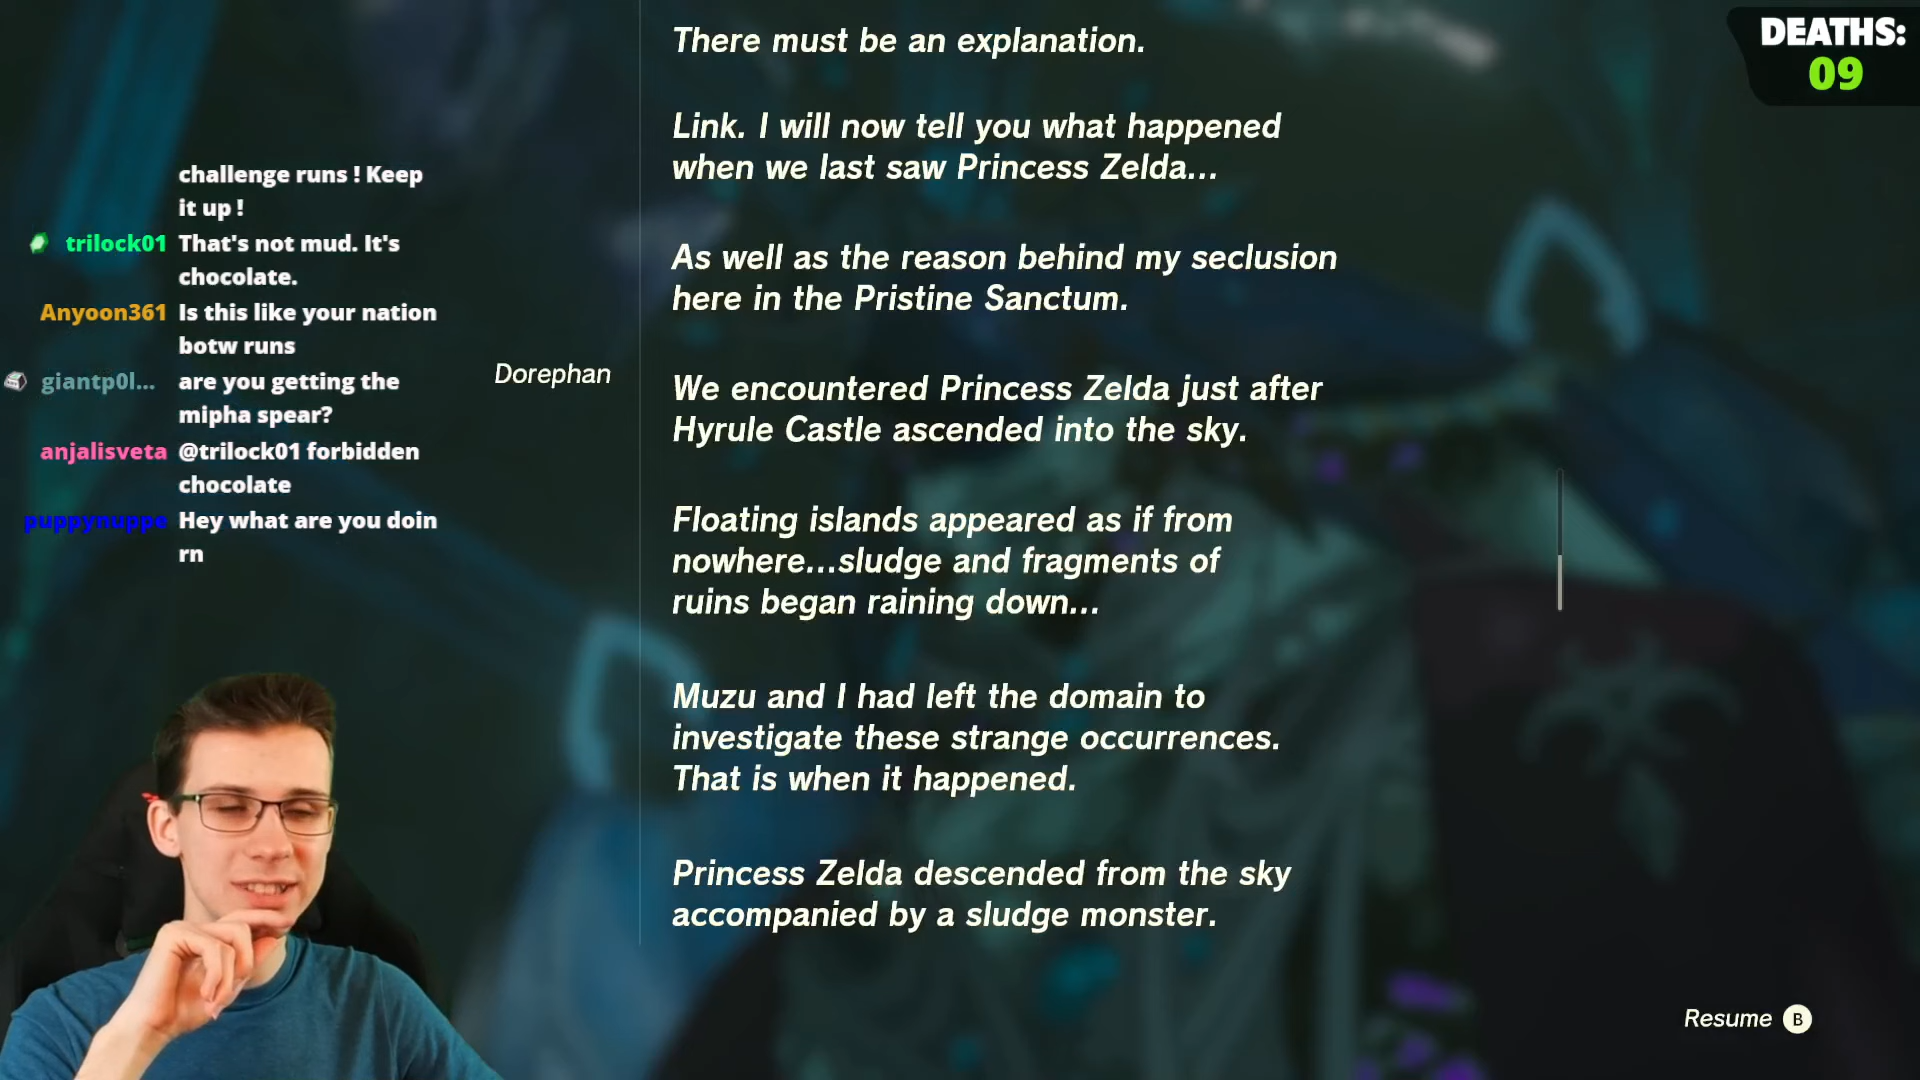 DEATHS:
09
challenge runs ! Keep
it up !
trilock01 That's not mud. It's
chocolate.
Anyoon361 Is this like your nation
botw runs
giantp0l... are you getting the
mipha spear?
anjalisveta @trilock01 forbidden
chocolate
puppynuppe Hey what are you doin
rn
Dorephan
There must be an explanation.
Link. I will now tell you what happened
when we last saw Princess Zelda...
As well as the reason behind my seclusion
here in the Pristine Sanctum.
We encountered Princess Zelda just after
Hyrule Castle ascended into the sky.
Floating islands appeared as if from
nowhere...sludge and fragments of
ruins began raining down...
Muzu and I had left the domain to
investigate these strange occurrences.
That is when it happened.
Princess Zelda descended from the sky
accompanied by a sludge monster.
Resume B